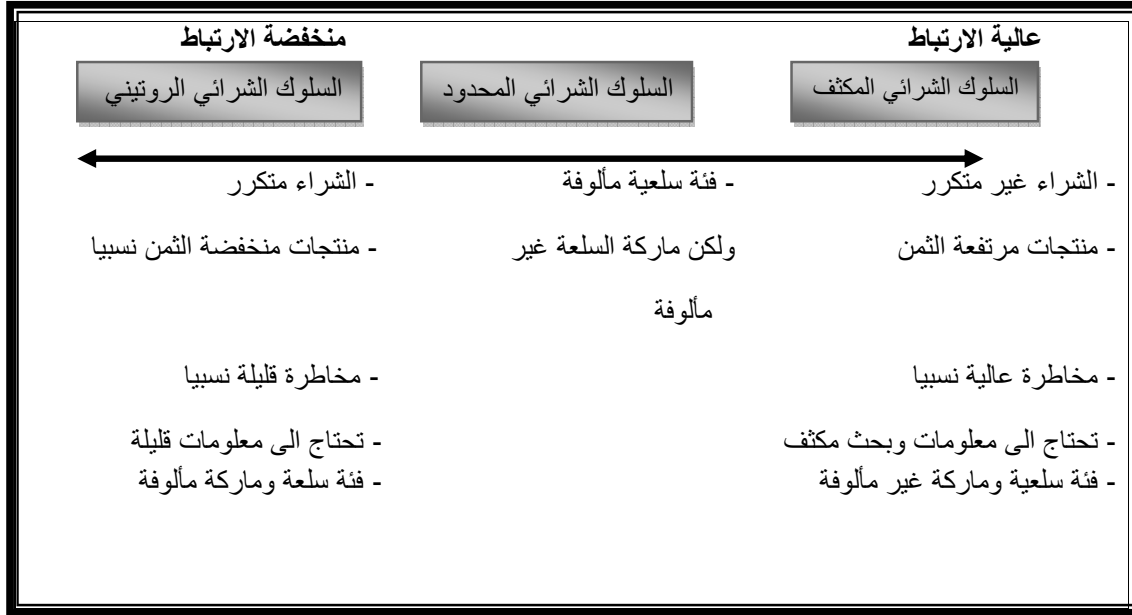 عالية الارتباط
منخفضة الارتباط
السلوك الشرائي المكثف
السلوك الشرائي المحدود
السلوك الشرائي الروتيني
- الشراء غير متكرر
- فئة سلعية مألوفة
- الشراء متكرر
- منتجات مرتفعة الثمن
ولكن ماركة السلعة غير
- منتجات منخفضة الثمن نسبيا
مألوفة
- مخاطرة عالية نسبيا
- مخاطرة قليلة نسبيا
- تحتاج الى معلومات وبحث مكثف
- تحتاج الى معلومات قليلة
- فئة سلعية وماركة غير مألوفة
- فئة سلعة وماركة مألوفة